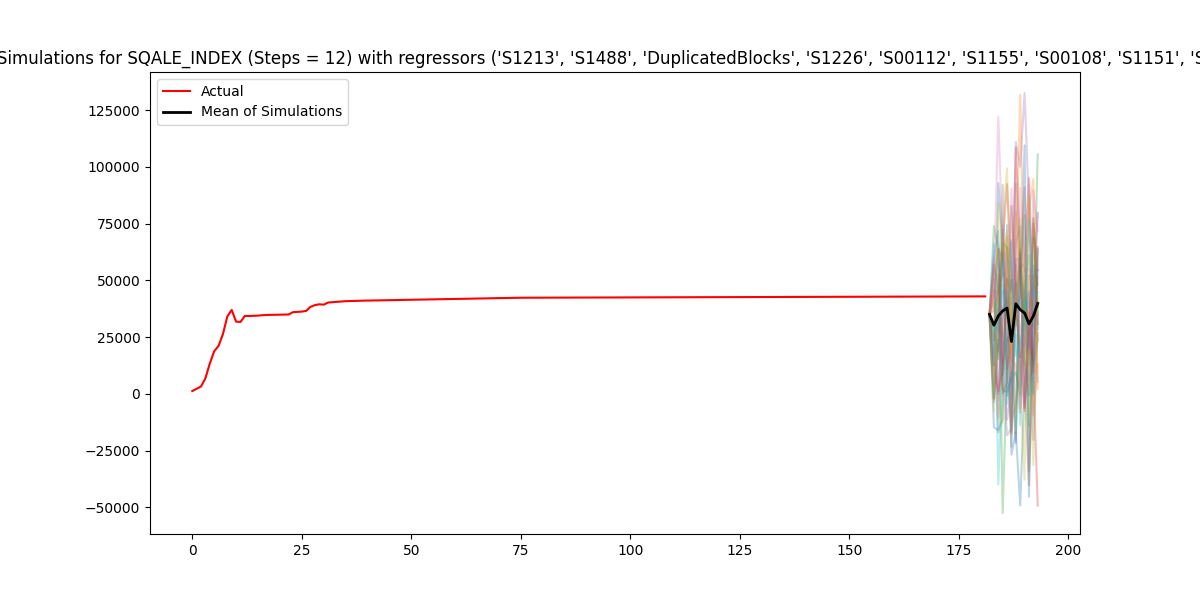 Simulations for SQALE_INDEX (Steps = 12) with regressors ('S1213', 'S1488', 'DuplicatedBlocks', 'S1226', 'S00112', 'S1155', 'S00108', 'S1151', 'S
Actual
Mean of Simulations
125000
100000
75000
50000
25000
0
−25000
−50000
0 25 50 75 100 125 150 175 200